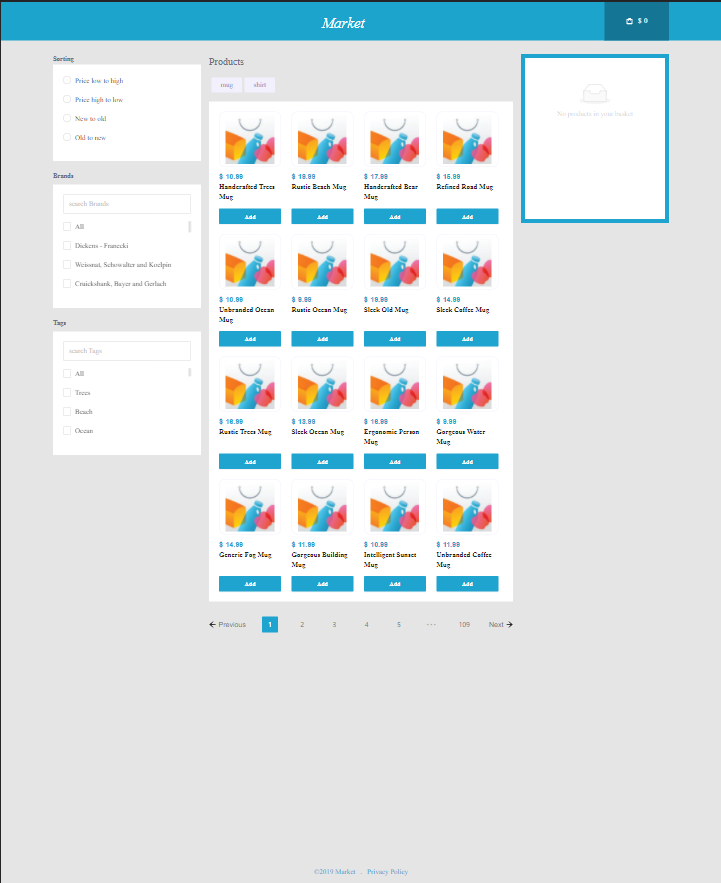 Market
$ 0
Sorting
Price low to high
Price high to low
New to old
Old to new
Brands
search Brands
All
Dickens - Franecki
Weissnat, Schowalter and Koelpin
Cruickshank, Bayer and Gerlach
Tags
search Tags
All
Trees
Beach
Ocean
Products
mug
shirt
$ 10.99
Handcrafted Trees
Mug
Add
$ 19.99
Rustic Beach Mug
Add
$ 17.99
Handcrafted Bear
Mug
Add
$ 15.99
Refined Road Mug
Add
$ 10.99
Unbranded Ocean
Mug
Add
$ 9.99
Rustic Ocean Mug
Add
$ 19.99
Sleek Old Mug
Add
$ 14.99
Sleek Coffee Mug
Add
$ 16.99
Rustic Trees Mug
Add
$ 13.99
Sleek Ocean Mug
Add
$ 16.99
Ergonomic Person
Mug
Add
$ 9.99
Gorgeous Water
Mug
Add
$ 14.99
Generic Fog Mug
Add
$ 11.99
Gorgeous Building
Mug
Add
$ 10.99
Intelligent Sunset
Mug
Add
$ 11.99
Unbranded Coffee
Mug
Add
← Previous 1 2 3 4 5 ··· 109 Next →
No products in your basket
©2019 Market · Privacy Policy